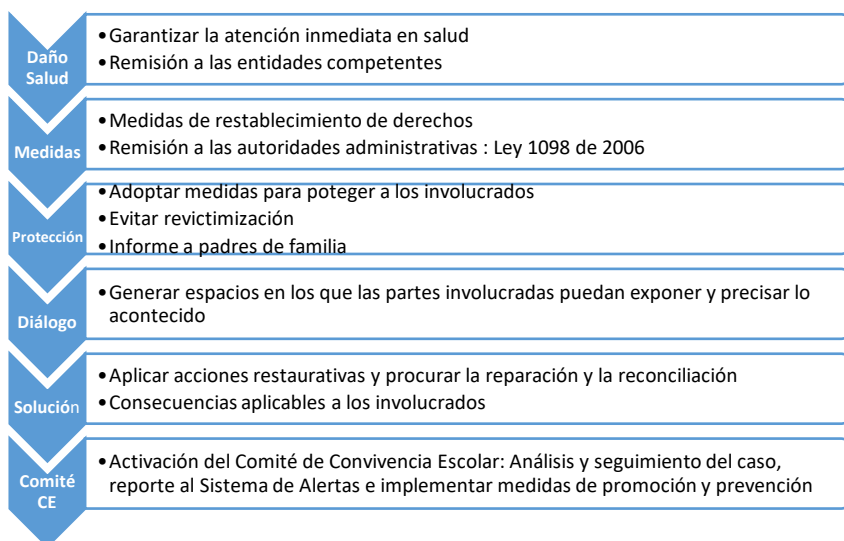 Daño
Salud
•Garantizar la atención inmediata en salud
•Remisión a las entidades competentes
Medidas
•Medidas de restablecimiento de derechos
•Remisión a las autoridades administrativas : Ley 1098 de 2006
Protección
•Adoptar medidas para poteger a los involucrados
•Evitar revictimización
•Informe a padres de familia
Diálogo
•Generar espacios en los que las partes involucradas puedan exponer y precisar lo
acontecido
Solución
•Aplicar acciones restaurativas y procurar la reparación y la reconciliación
•Consecuencias aplicables a los involucrados
Comité
CE
•Activación del Comité de Convivencia Escolar: Análisis y seguimiento del caso,
reporte al Sistema de Alertas e implementar medidas de promoción y prevención